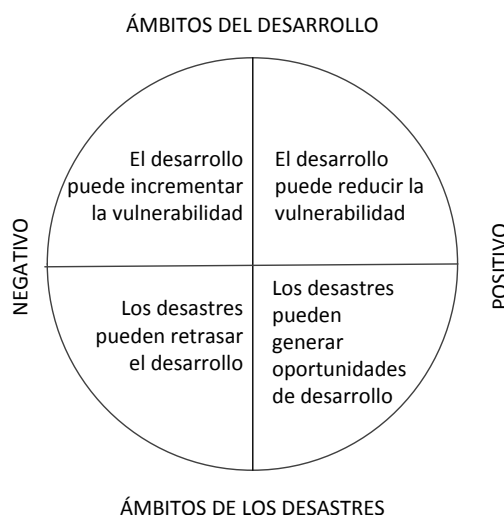 ÁMBITOS DEL DESARROLLO
El desarrollo
puede incrementar
la vulnerabilidad
El desarrollo
puede reducir la
vulnerabilidad
NEGATIVO
POSITIVO
Los desastres
pueden retrasar
el desarrollo
Los desastres
pueden
generar
oportunidades
de desarrollo
ÁMBITOS DE LOS DESASTRES